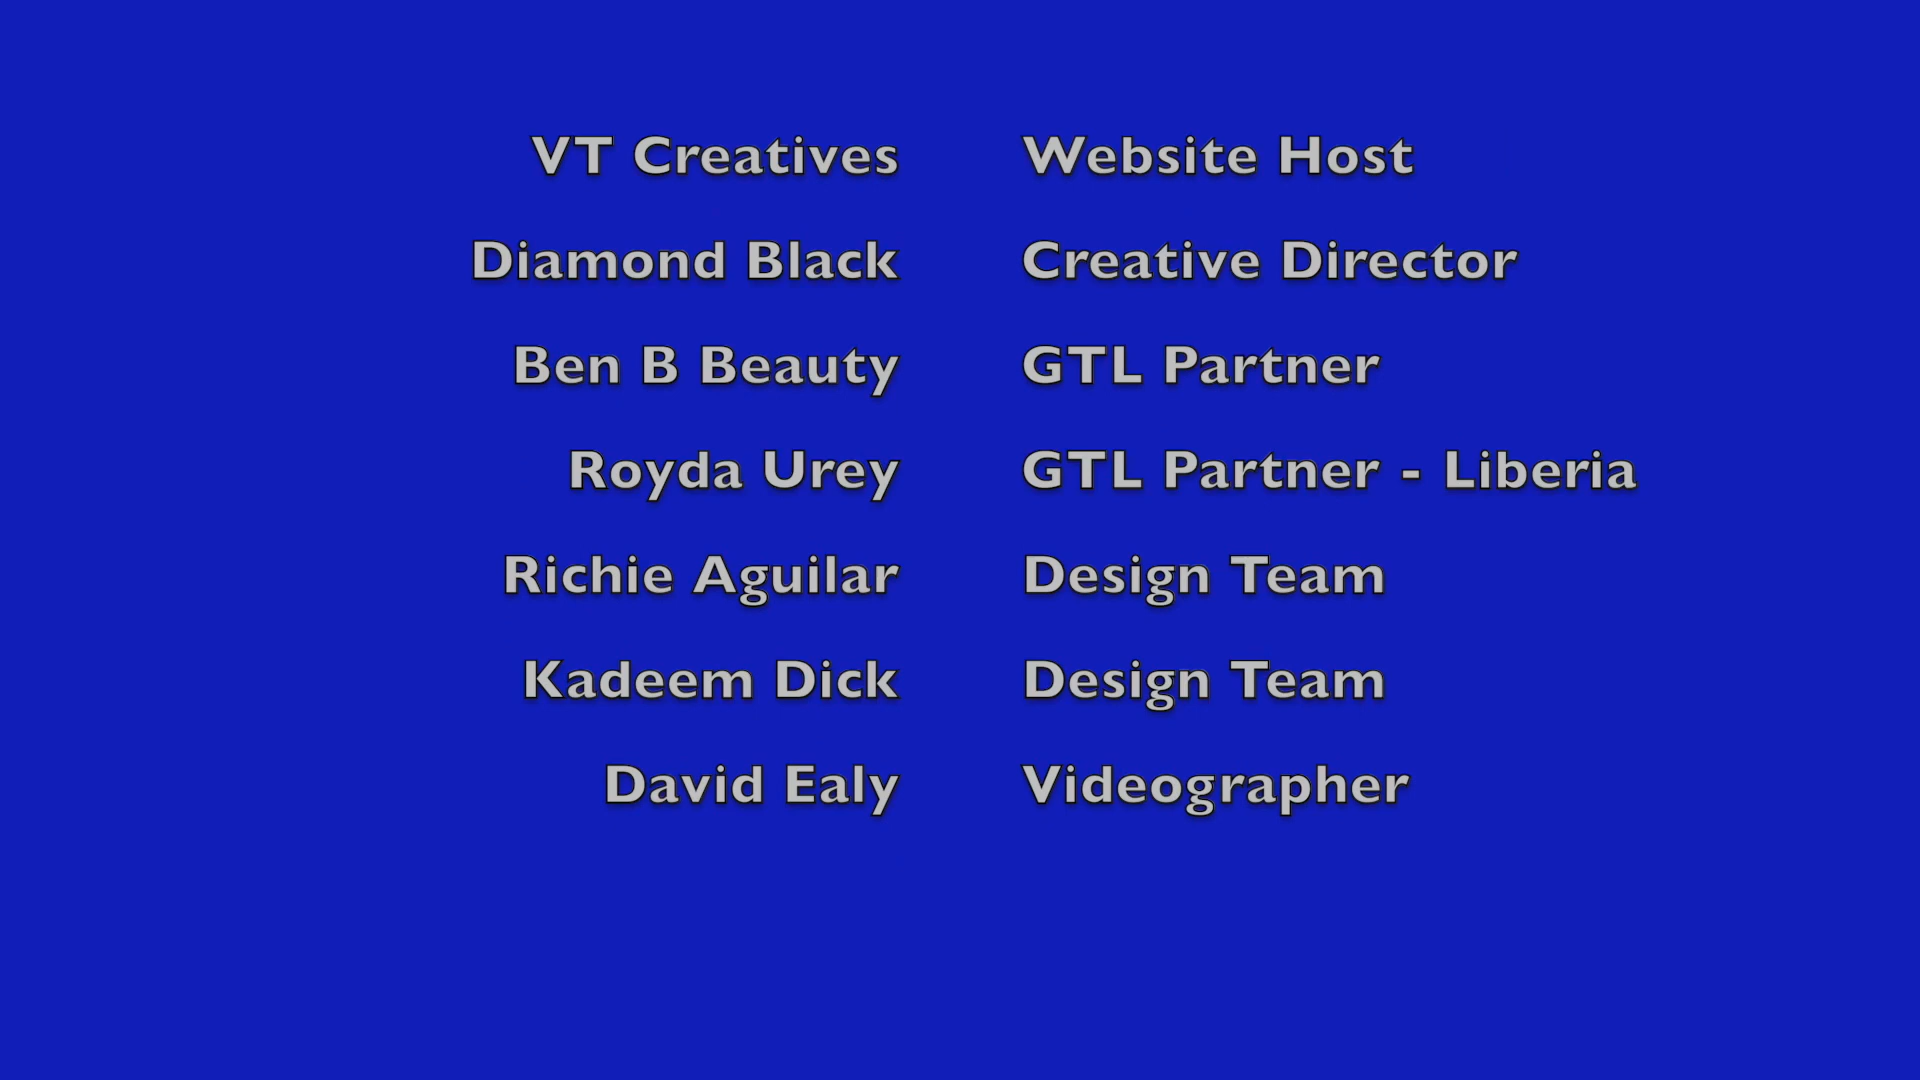 VT Creatives Website Host
Diamond Black Creative Director
Ben B Beauty GTL Partner
Royda Urey GTL Partner - Liberia
Richie Aguilar Design Team
Kadeem Dick Design Team
David Ealy Videographer